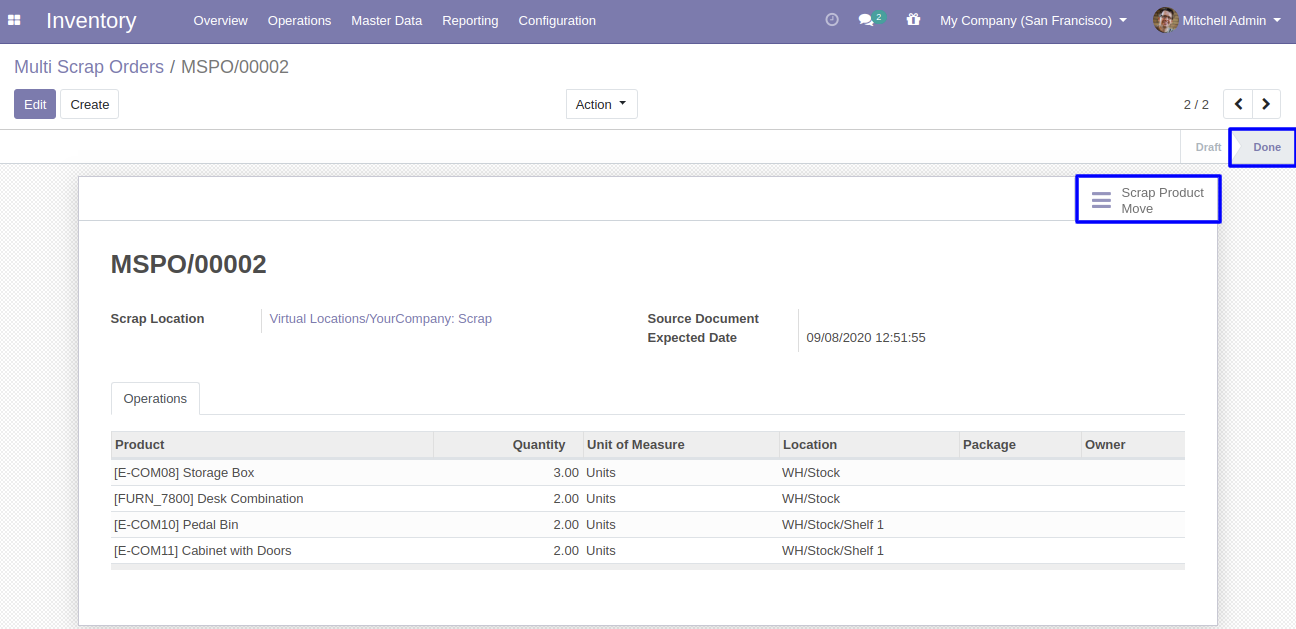 Inventory Overview Operations Master Data Reporting Configuration 2 My Company (San Francisco) Mitchell Admin
Multi Scrap Orders / MSPO/00002
Edit Create Action 2 / 2
Draft Done
Scrap Product
Move
MSPO/00002
Scrap Location Virtual Locations/YourCompany: Scrap Source Document
Expected Date 09/08/2020 12:51:55
Operations
Product Quantity Unit of Measure Location Package Owner
[E-COM08] Storage Box 3.00 Units WH/Stock
[FURN_7800] Desk Combination 2.00 Units WH/Stock
[E-COM10] Pedal Bin 2.00 Units WH/Stock/Shelf 1
[E-COM11] Cabinet with Doors 2.00 Units WH/Stock/Shelf 1